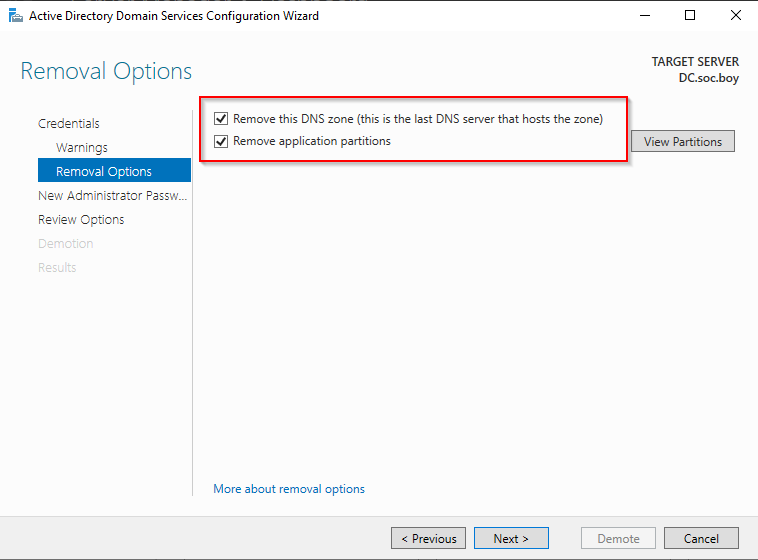 Active Directory Domain Services Configuration Wizard
Removal Options
TARGET SERVER
DC.soc.boy
Credentials
Warnings
Removal Options
New Administrator Passw...
Review Options
Demotion
Results
Remove this DNS zone (this is the last DNS server that hosts the zone)
Remove application partitions
View Partitions
More about removal options
< Previous
Next >
Demote
Cancel